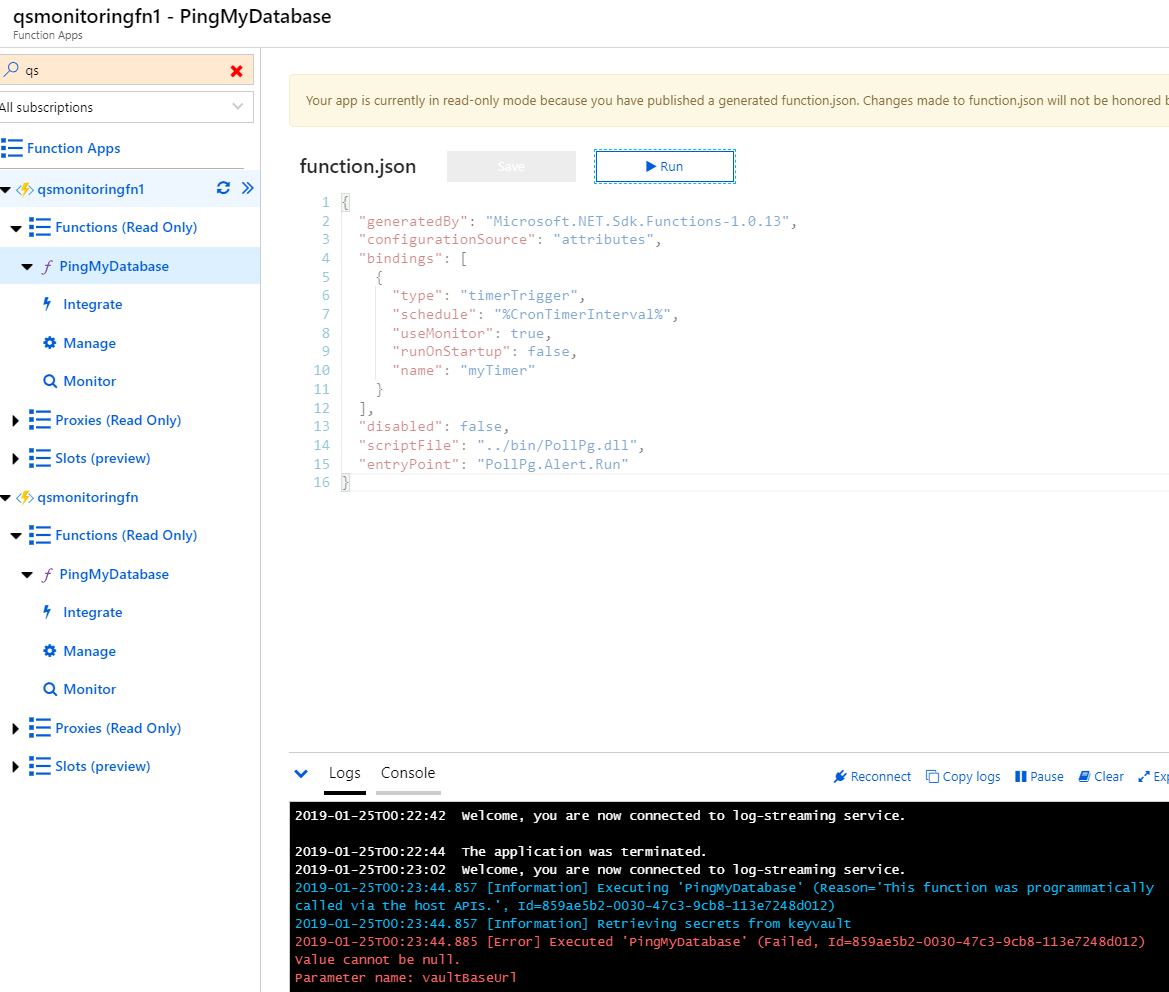 qsmonitoringfn1 - PingMyDatabase
Function Apps
qs
All subscriptions
Function Apps
qsmonitoringfn1
Functions (Read Only)
PingMyDatabase
Integrate
Manage
Monitor
Proxies (Read Only)
Slots (preview)
qsmonitoringfn
Functions (Read Only)
PingMyDatabase
Integrate
Manage
Monitor
Proxies (Read Only)
Slots (preview)
Your app is currently in read-only mode because you have published a generated function.json. Changes made to function.json will not be honored b
function.json
Save
Run
1 {
2 "generatedBy": "Microsoft.NET.Sdk.Functions-1.0.13",
3 "configurationSource": "attributes",
4 "bindings": [
5 {
6 "type": "timerTrigger",
7 "schedule": "%CronTimerInterval%",
8 "useMonitor": true,
9 "runOnStartup": false,
10 "name": "myTimer"
11 }
12 ],
13 "disabled": false,
14 "scriptFile": "../bin/PollPg.dll",
15 "entryPoint": "PollPg.Alert.Run"
16 }
Logs Console Reconnect Copy logs Pause Clear Exp
2019-01-25T00:22:42 Welcome, you are now connected to log-streaming service.
2019-01-25T00:22:44 The application was terminated.
2019-01-25T00:23:02 Welcome, you are now connected to log-streaming service.
2019-01-25T00:23:44.857 [Information] Executing 'PingMyDatabase' (Reason='This function was programmatically
called via the host APIs.', Id=859ae5b2-0030-47c3-9cb8-113e7248d012)
2019-01-25T00:23:44.857 [Information] Retrieving secrets from keyvault
2019-01-25T00:23:44.885 [Error] Executed 'PingMyDatabase' (Failed, Id=859ae5b2-0030-47c3-9cb8-113e7248d012)
Value cannot be null.
Parameter name: vaultBaseUrl